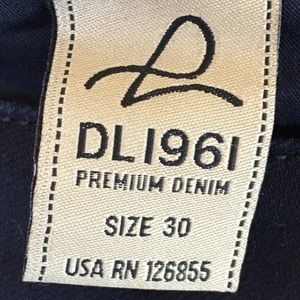 DL1961
PREMIUM DENIM
SIZE 30
USA RN 126855